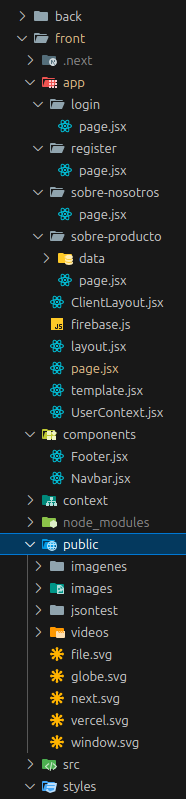 back
front
.next
app
login
page.jsx
register
page.jsx
sobre-nosotros
page.jsx
sobre-producto
data
page.jsx
ClientLayout.jsx
JS firebase.js
layout.jsx
page.jsx
template.jsx
UserContext.jsx
components
Footer.jsx
Navbar.jsx
context
node_modules
public
imagenes
images
jsontest
videos
file.svg
globe.svg
next.svg
vercel.svg
window.svg
src
styles